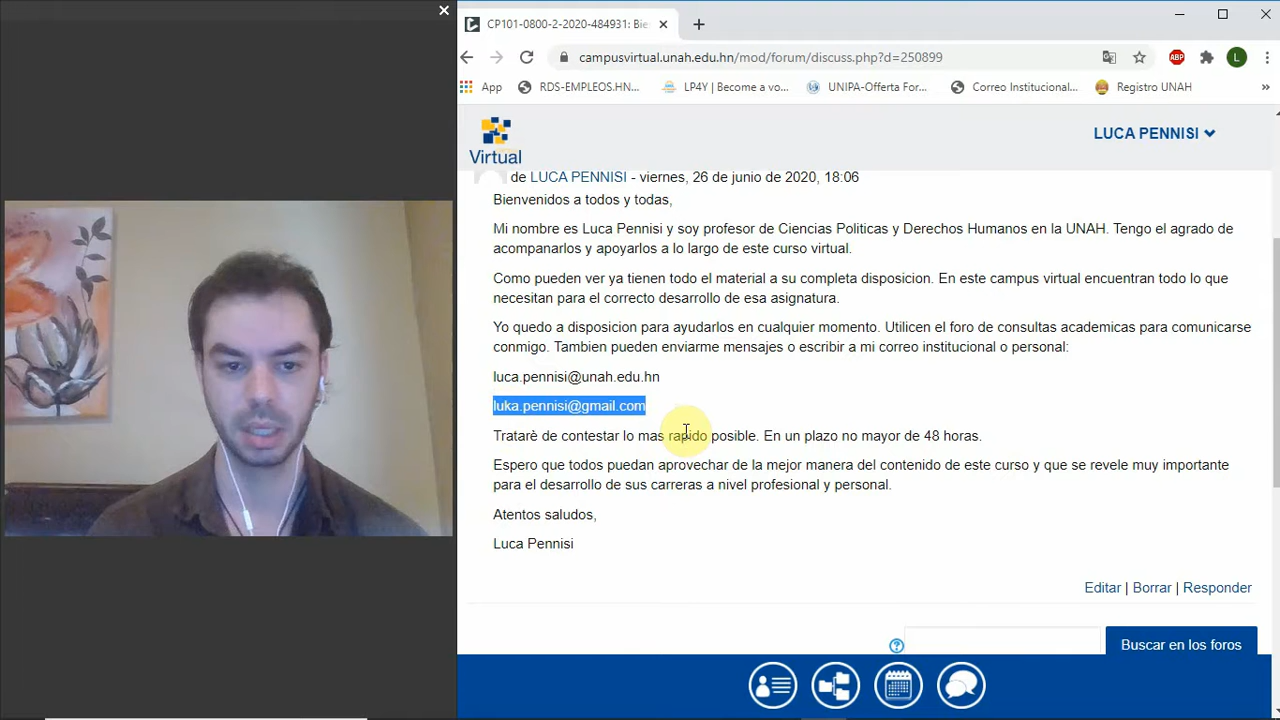 CP101-0800-2-2020-484931: Bie
campusvirtual.unah.edu.hn/mod/forum/discuss.php?d=250899
ABP
L
App
RDS-EMPLEOS.HN...
LP4Y | Become a vo...
UNIPA-Offerta For...
Correo Institucional...
Registro UNAH
»
Virtual
LUCA PENNISI
de LUCA PENNISI - viernes, 26 de junio de 2020, 18:06
Bienvenidos a todos y todas,
Mi nombre es Luca Pennisi y soy profesor de Ciencias Politicas y Derechos Humanos en la UNAH. Tengo el agrado de
acompanarlos y apoyarlos a lo largo de este curso virtual.
Como pueden ver ya tienen todo el material a su completa disposicion. En este campus virtual encuentran todo lo que
necesitan para el correcto desarrollo de esa asignatura.
Yo quedo a disposicion para ayudarlos en cualquier momento. Utilicen el foro de consultas academicas para comunicarse
conmigo. Tambien pueden enviarme mensajes o escribir a mi correo institucional o personal:
luca.pennisi@unah.edu.hn
luka.pennisi@gmail.com
Tratarè de contestar lo mas rapido posible. En un plazo no mayor de 48 horas.
Espero que todos puedan aprovechar de la mejor manera del contenido de este curso y que se revele muy importante
para el desarrollo de sus carreras a nivel profesional y personal.
Atentos saludos,
Luca Pennisi
Editar | Borrar | Responder
Buscar en los foros